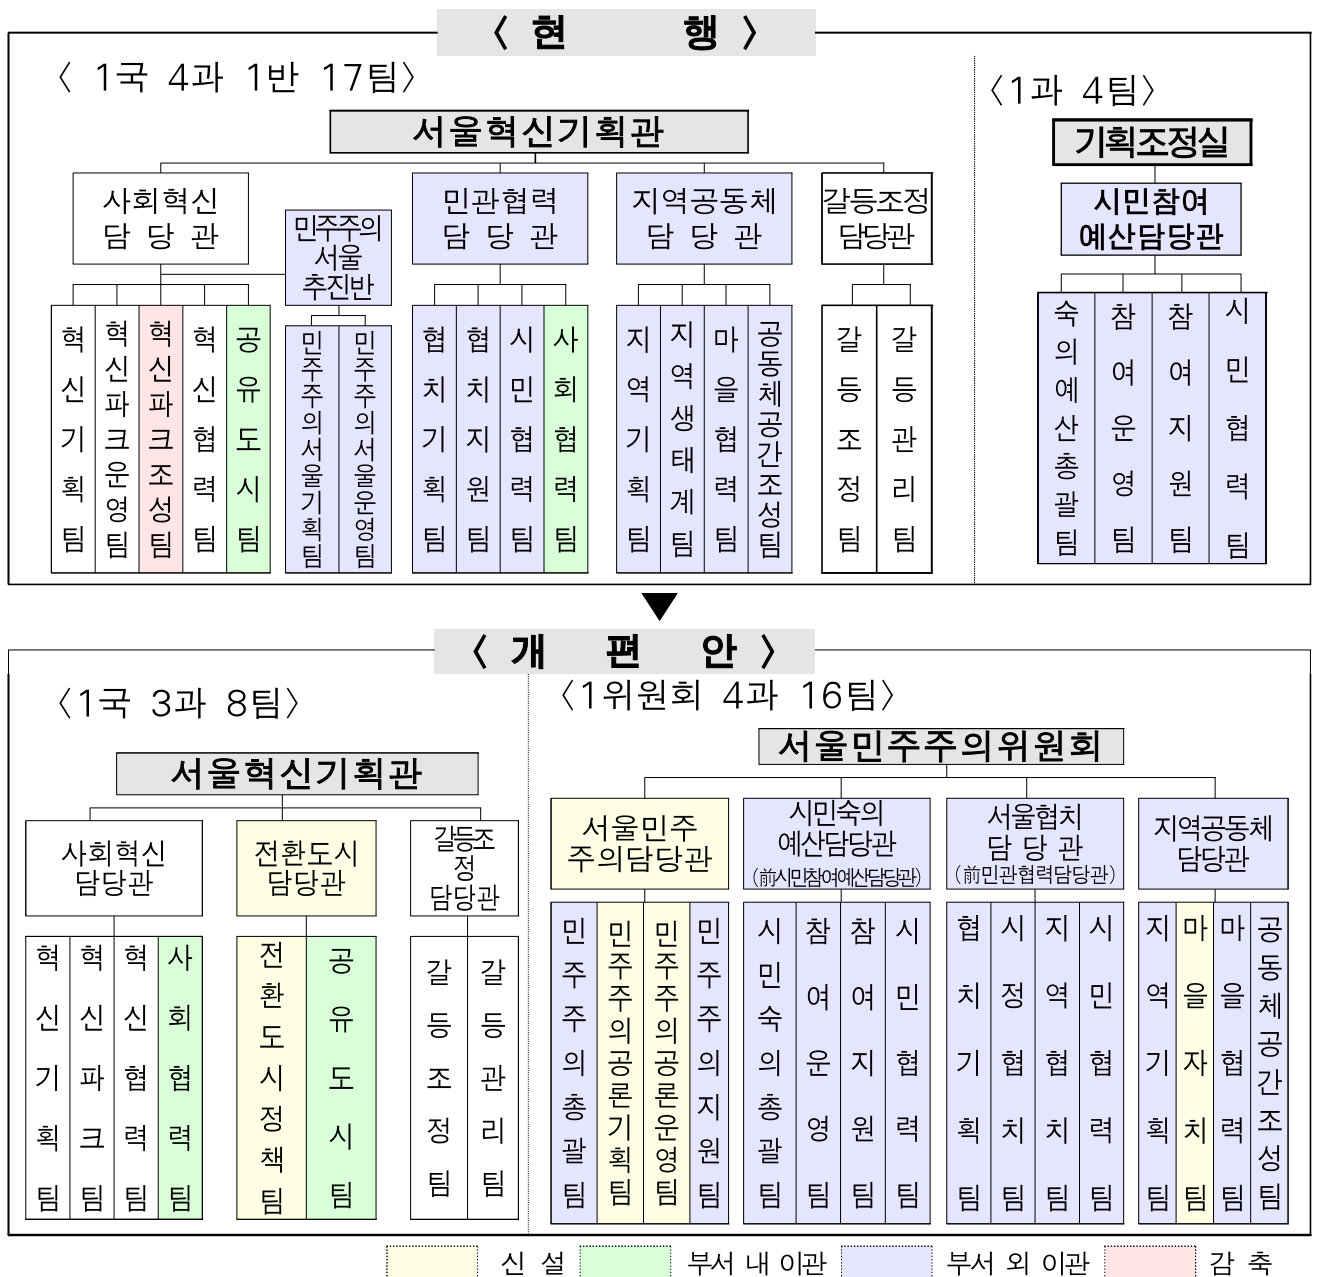 〈 현 행 〉
〈 1국 4과 1반 17팀〉
〈1과 4팀〉
서울혁신기획관
기획조정실
사회혁신
담 당 관
민주주의
서울
추진반
민관협력
담 당 관
지역공동체
담 당 관
갈등조정
담당관
시민참여
예산담당관
혁신기획팀
혁신파크운영팀
혁신파크조성팀
혁신협력팀
공유도시팀
민주주의서울기획팀
민주주의서울운영팀
협치기획팀
협치지원팀
시민협력팀
사회협력팀
지역기획팀
지역생태계팀
마을협력팀
공동체공간조성팀
갈등조정팀
갈등관리팀
숙의예산총괄팀
참여운영팀
참여지원팀
시민협력팀
〈 개 편 안 〉
〈1국 3과 8팀〉
〈1위원회 4과 16팀〉
서울혁신기획관
서울민주주의위원회
사회혁신
담당관
전환도시
담당관
갈등조
정
담당관
서울민주
주의담당관
시민숙의
예산담당관
(前시민참여예산담당관)
서울협치
담 당 관
(前민관협력담당관)
지역공동체
담당관
혁신기획팀
혁신파크팀
혁신협력팀
사회협력팀
전환도시정책팀
공유도시팀
갈등조정팀
갈등관리팀
민주주의총괄팀
민주주의공론기획팀
민주주의공론운영팀
민주주의지원팀
시민숙의총괄팀
참여운영팀
참여지원팀
시민협력팀
협치기획팀
시정협치팀
지역협치팀
시민협력팀
지역기획팀
마을자치팀
마을협력팀
공동체공간조성팀
신 설
부서 내 이관
부서 외 이관
감 축